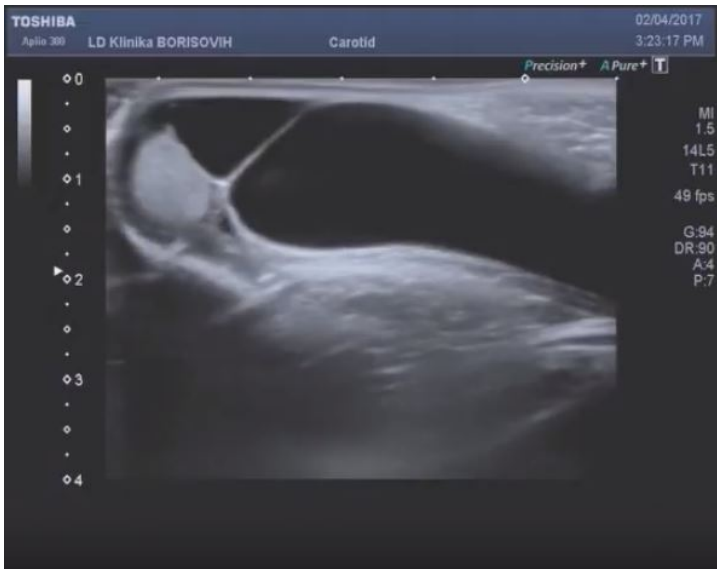 TOSHIBA
02/04/2017
Aplio 300 LD Klinika BORISOVIH Carotid 3:23:17 PM
Precision+ A Pure+ T
0
1
2
3
4
MI
1.5
14L5
T11
49 fps
G:94
DR:90
A:4
P:7